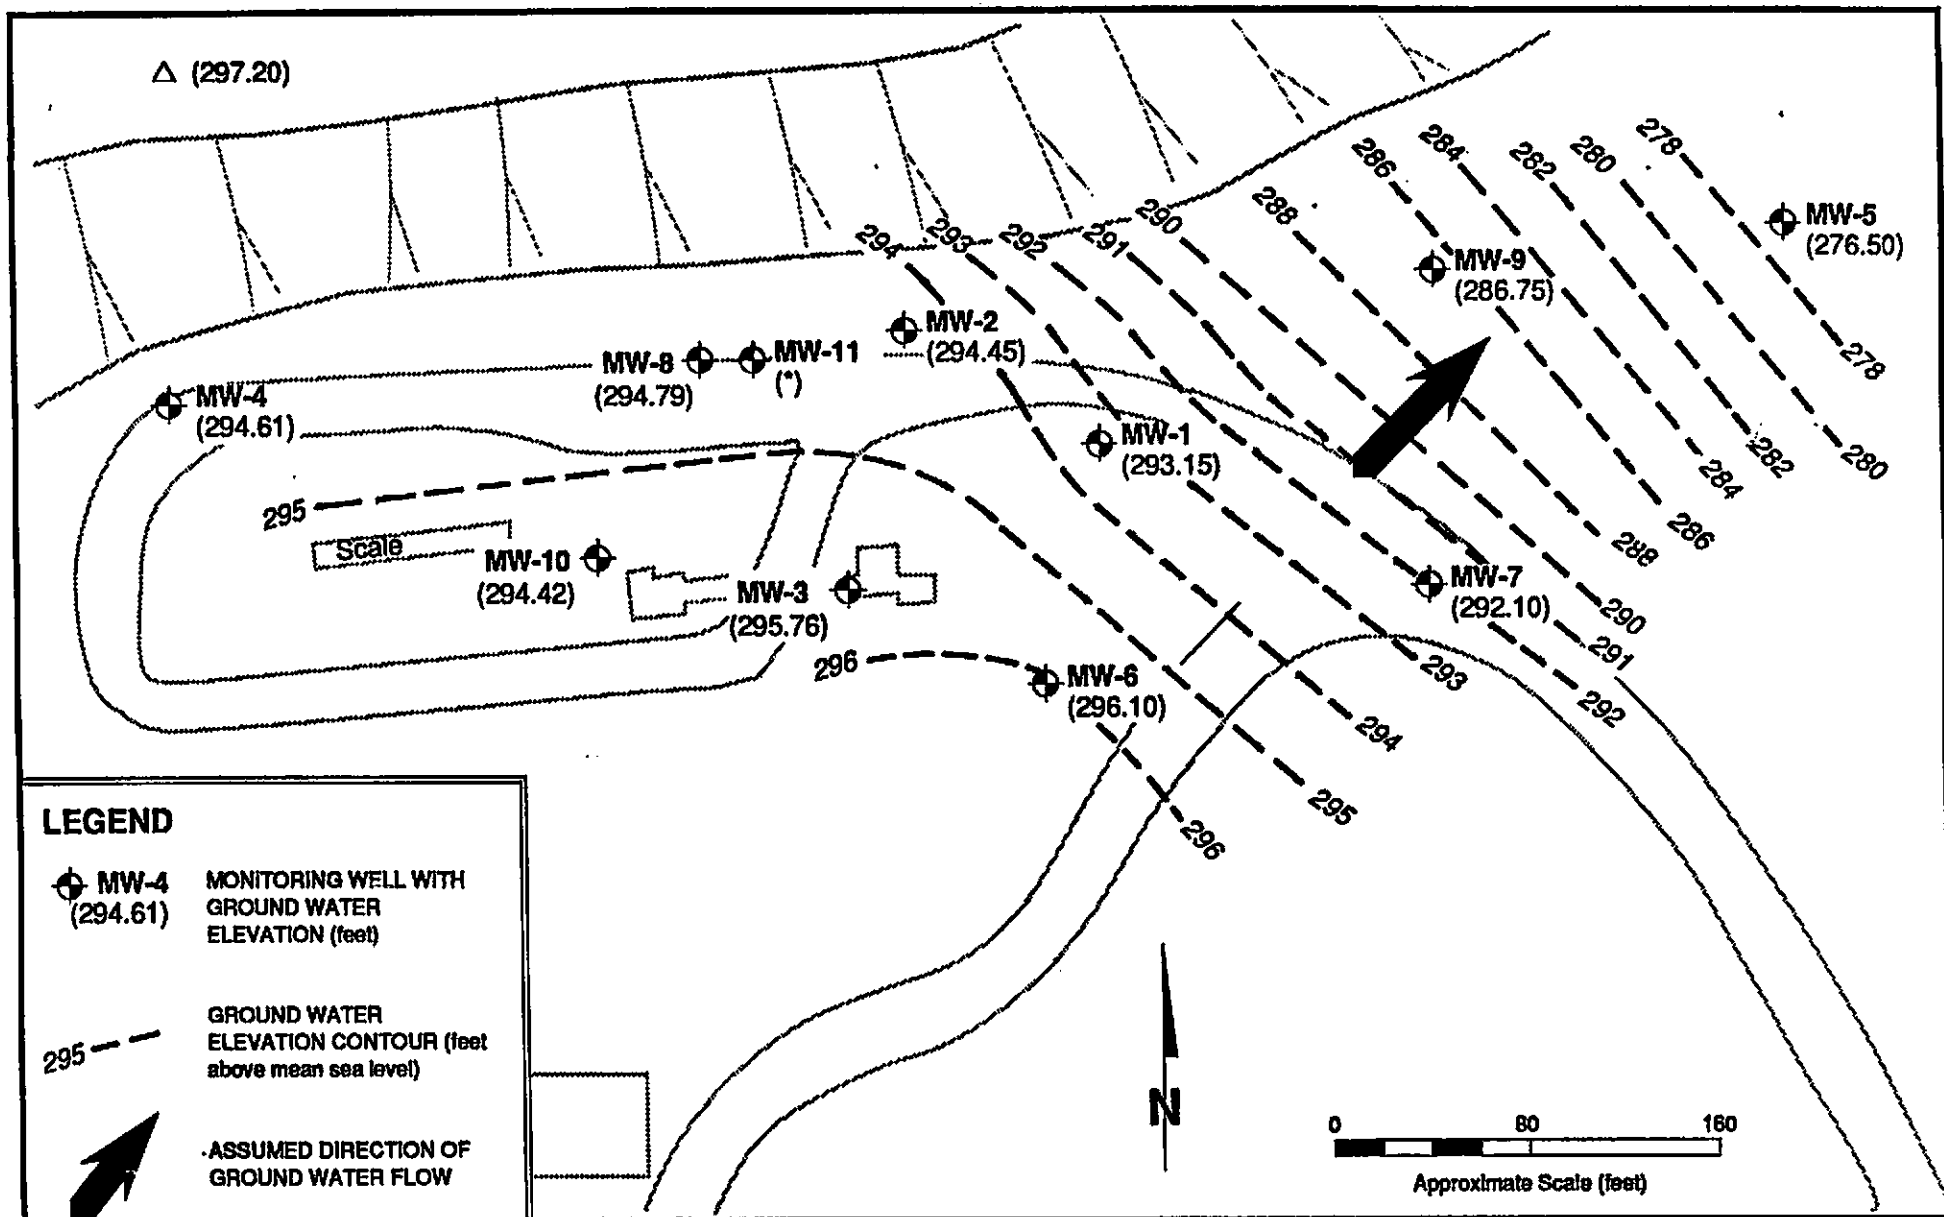 △ (297.20)
278
284
286
282
280
288
290
294
293
292
291
MW-5
(276.50)
MW-9
(286.75)
MW-2
(294.45)
MW-8
(294.79)
MW-11
(*)
278
MW-4
(294.61)
MW-1
(293.15)
280
282
284
295
286
Scale
288
MW-10
(294.42)
MW-3
(295.76)
MW-7
(292.10)
290
291
296
MW-6
(296.10)
293
292
294
295
296
LEGEND
MW-4
(294.61)
MONITORING WELL WITH
GROUND WATER
ELEVATION (feet)
295
GROUND WATER
ELEVATION CONTOUR (feet
above mean sea level)
ASSUMED DIRECTION OF
GROUND WATER FLOW
N
0 80 160
Approximate Scale (feet)